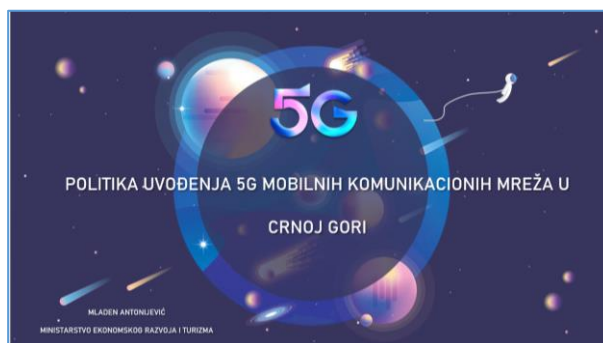 5G
POLITIKA UVOĐENJA 5G MOBILNIH KOMUNIKACIONIH MREŽA U
CRNOJ GORI
MLADEN ANTONIJEVIĆ
MINISTARSTVO EKONOMSKOG RAZVOJA I TURIZMA